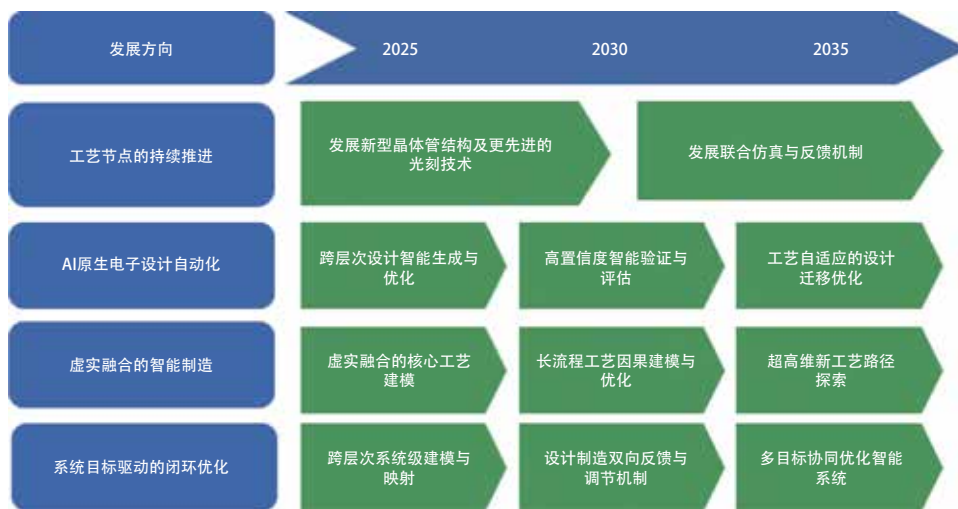 发展方向
2025
2030
2035
工艺节点的持续推进
发展新型晶体管结构及更先进的
光刻技术
发展联合仿真与反馈机制
AI原生电子设计自动化
跨层次设计智能生成与
优化
高置信度智能验证与
评估
工艺自适应的设计
迁移优化
虚实融合的智能制造
虚实融合的核心工艺
建模
长流程工艺因果建模与
优化
超高维新工艺路径
探索
系统目标驱动的闭环优化
跨层次系统级建模与
映射
设计制造双向反馈与
调节机制
多目标协同优化智能
系统